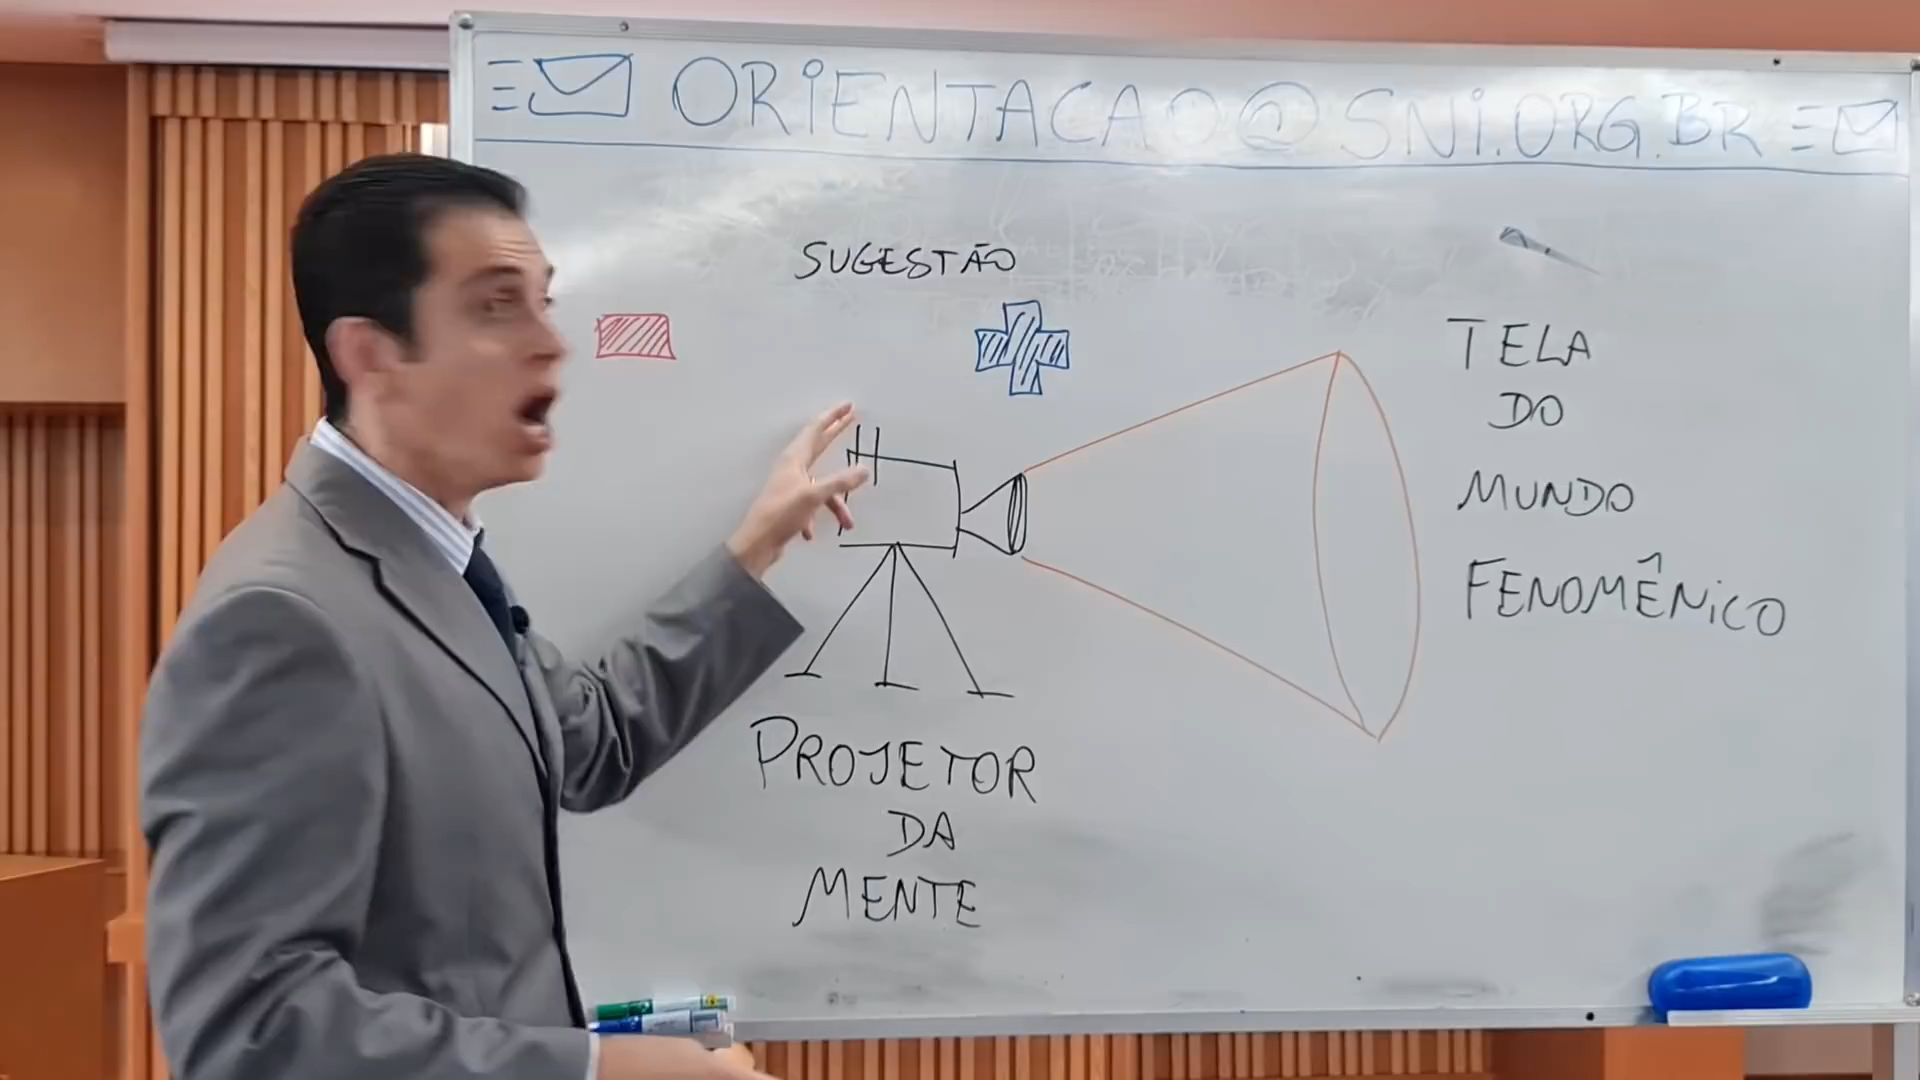 ORIENTACAO@SNI.ORG.BR
SUGESTÃO
TELA
DO
MUNDO
FENOMÊNICO
PROJETOR
DA
MENTE